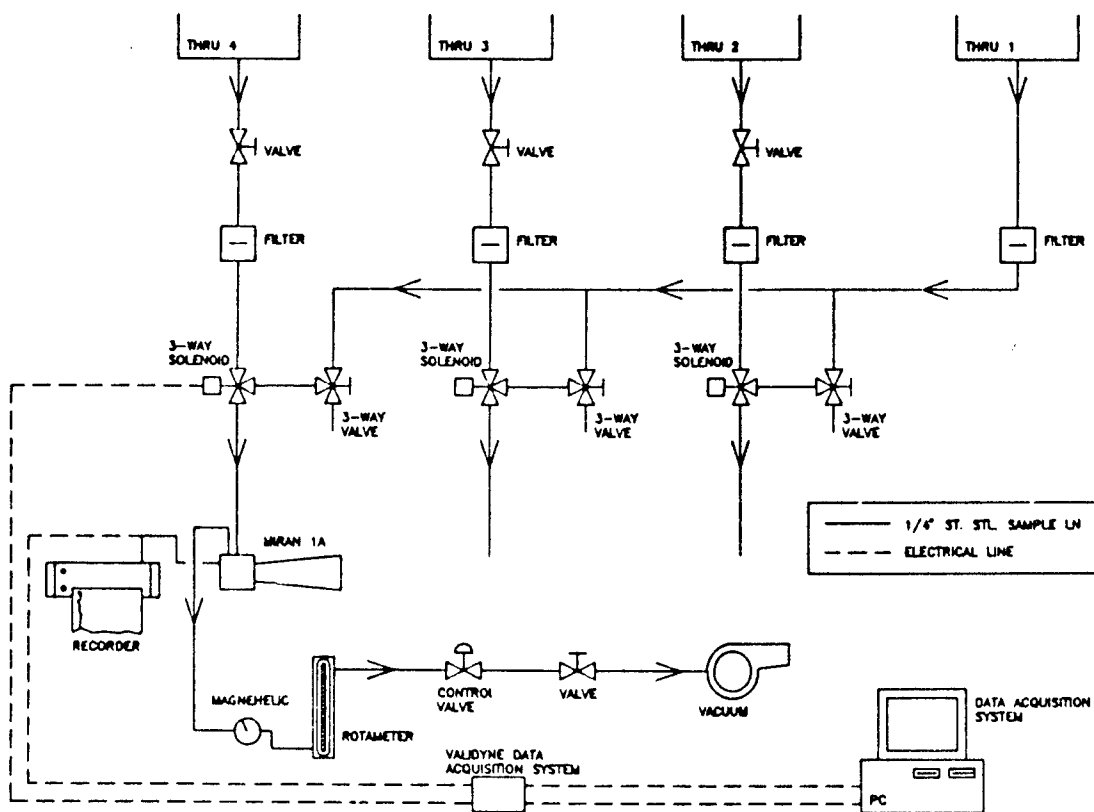 THRU 4
THRU 3
THRU 2
THRU 1
VALVE
VALVE
VALVE
FILTER
FILTER
FILTER
FILTER
3-WAY
SOLENOID
3-WAY
SOLENOID
3-WAY
SOLENOID
3-WAY
VALVE
3-WAY
VALVE
3-WAY
VALVE
1/4" ST. STL. SAMPLE LN
ELECTRICAL LINE
MIRAN 1A
RECORDER
MAGNEHELIC
ROTAMETER
CONTROL
VALVE
VALVE
VACUUM
DATA ACQUISITION
SYSTEM
VALIDYNE DATA
ACQUISITION SYSTEM
PC